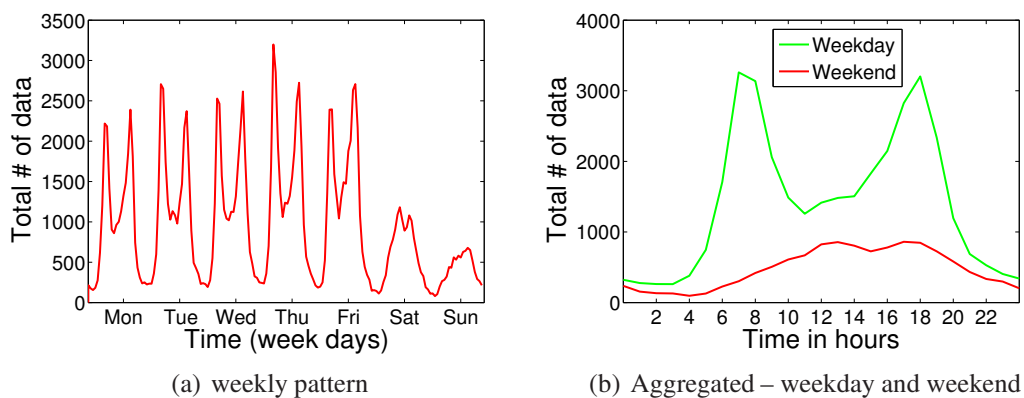 3500
3000
2500
2000
1500
1000
500
0
Total # of data
Mon Tue Wed Thu Fri Sat Sun
Time (week days)
(a) weekly pattern
4000
3000
2000
1000
0
Total # of data
Weekday
Weekend
2 4 6 8 10 12 14 16 18 20 22
Time in hours
(b) Aggregated – weekday and weekend